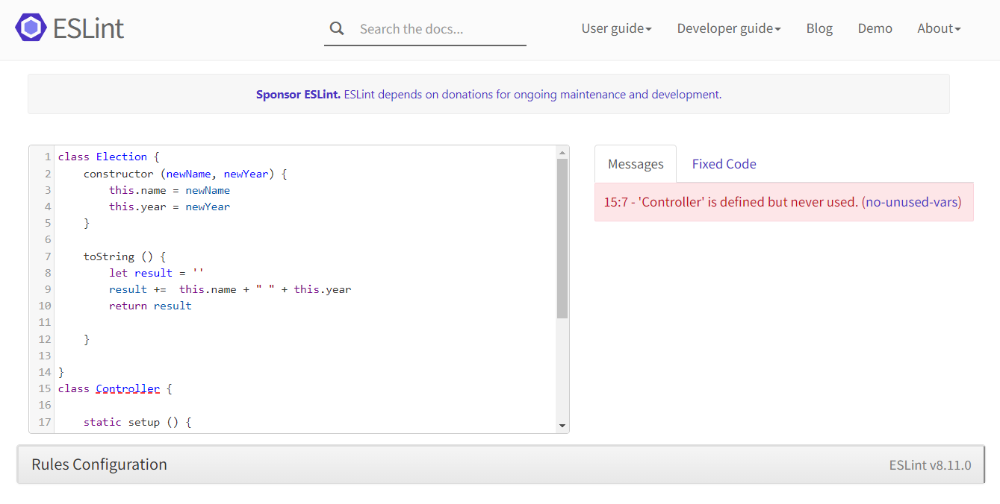 ESLint
Search the docs...
User guide
Developer guide
Blog
Demo
About
Sponsor ESLint. ESLint depends on donations for ongoing maintenance and development.
1 class Election {
2     constructor (newName, newYear) {
3         this.name = newName
4         this.year = newYear
5     }
6
7     toString () {
8         let result = ''
9         result +=  this.name + " " + this.year
10         return result
11
12     }
13
14 }
15 class Controller {
16
17     static setup () {
Messages
Fixed Code
15:7 - 'Controller' is defined but never used. (no-unused-vars)
Rules Configuration
ESLint v8.11.0